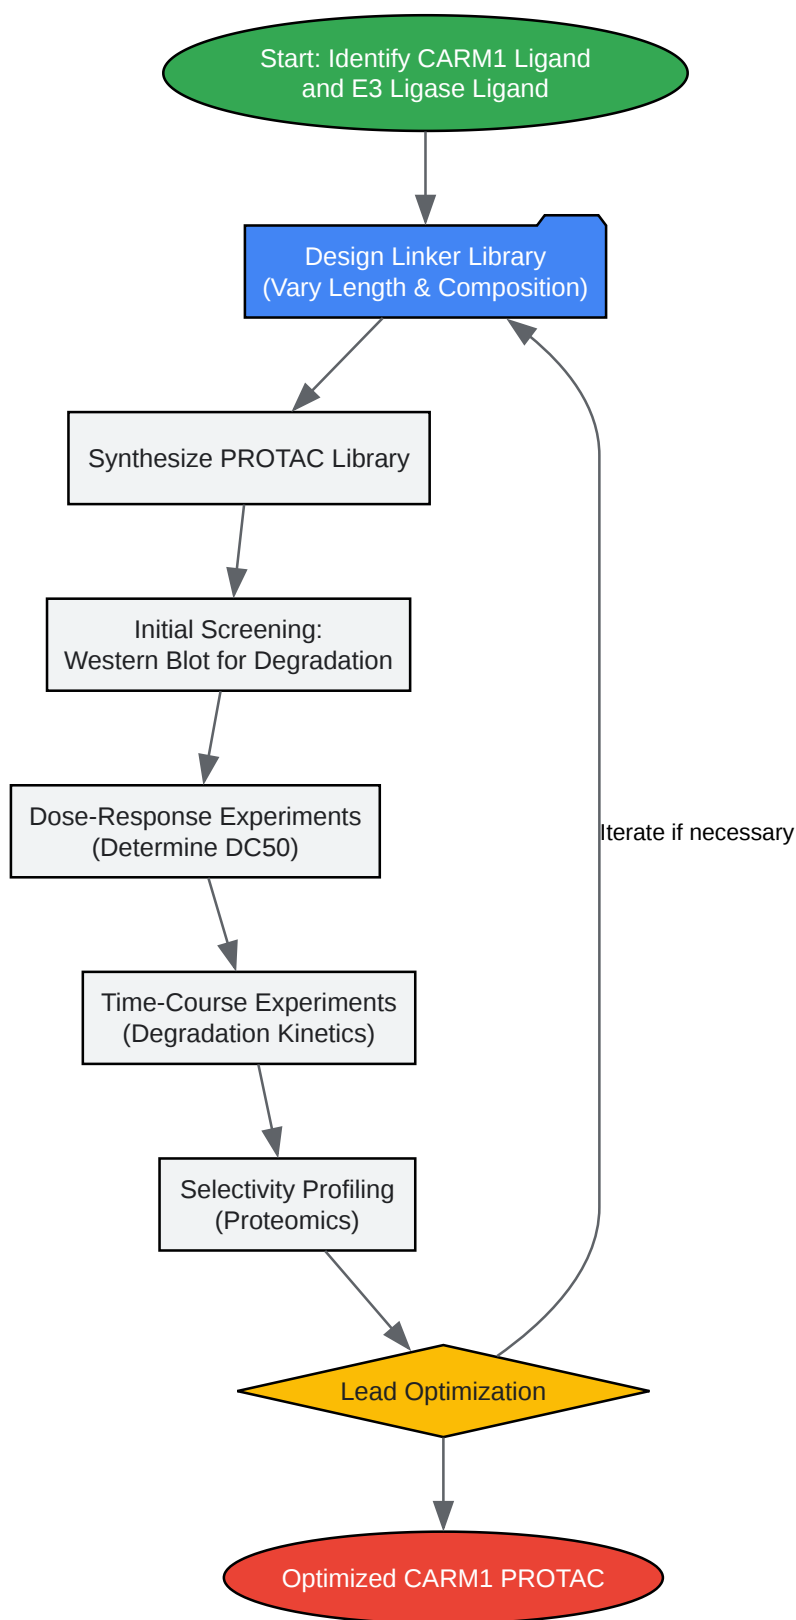 Start: Identify CARM1 Ligand
and E3 Ligase Ligand
Design Linker Library
(Vary Length & Composition)
Synthesize PROTAC Library
Initial Screening:
Western Blot for Degradation
Dose-Response Experiments
(Determine DC50)
Iterate if necessary
Time-Course Experiments
(Degradation Kinetics)
Selectivity Profiling
(Proteomics)
Lead Optimization
Optimized CARM1 PROTAC